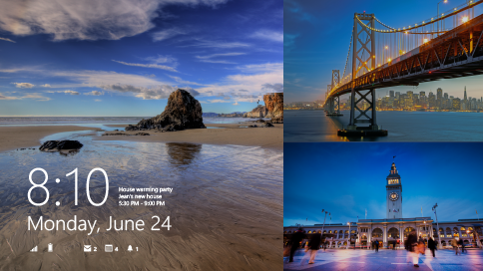 8:10
House warming party
Jean's new house
5:30 PM - 9:00 PM
Monday, June 24
2 4 1